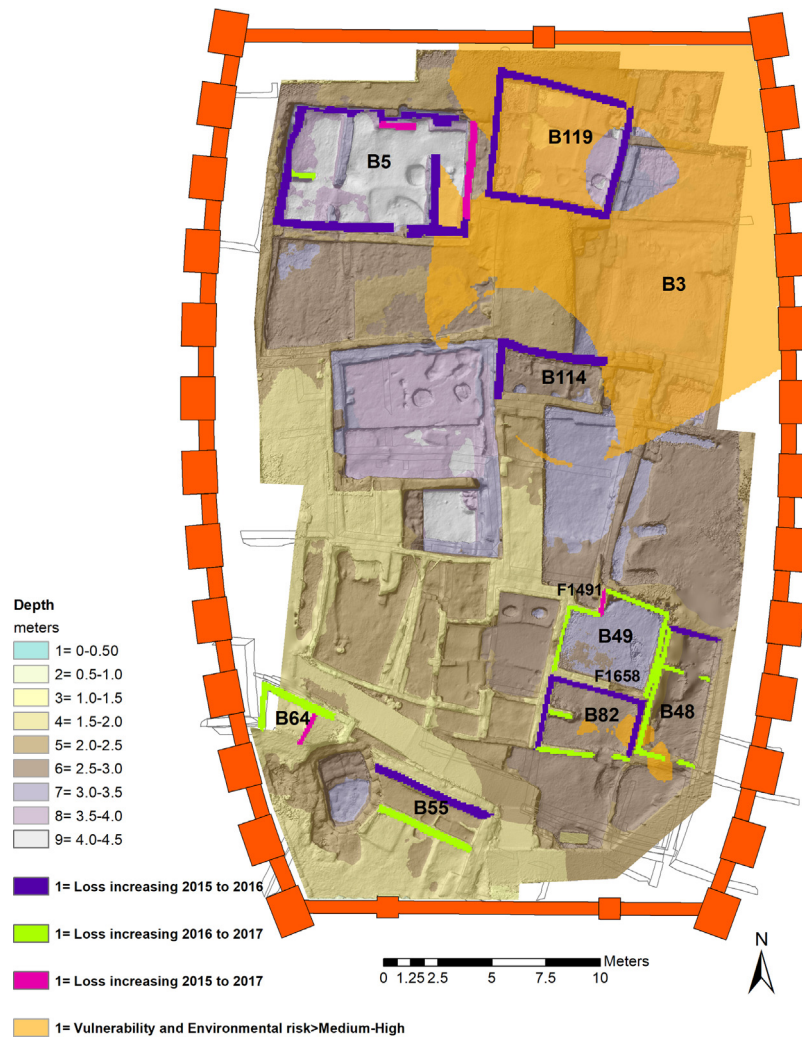 B119
B5
B3
B114
F1491
B49
F1658
B64
B82
B48
B55
Depth
meters
1= 0-0.50
2= 0.5-1.0
3= 1.0-1.5
4= 1.5-2.0
5= 2.0-2.5
6= 2.5-3.0
7= 3.0-3.5
8= 3.5-4.0
9= 4.0-4.5
1= Loss increasing 2015 to 2016
1= Loss increasing 2016 to 2017
1= Loss increasing 2015 to 2017
1= Vulnerability and Environmental risk>Medium-High
Meters
0 1.25 2.5 5 7.5 10
N